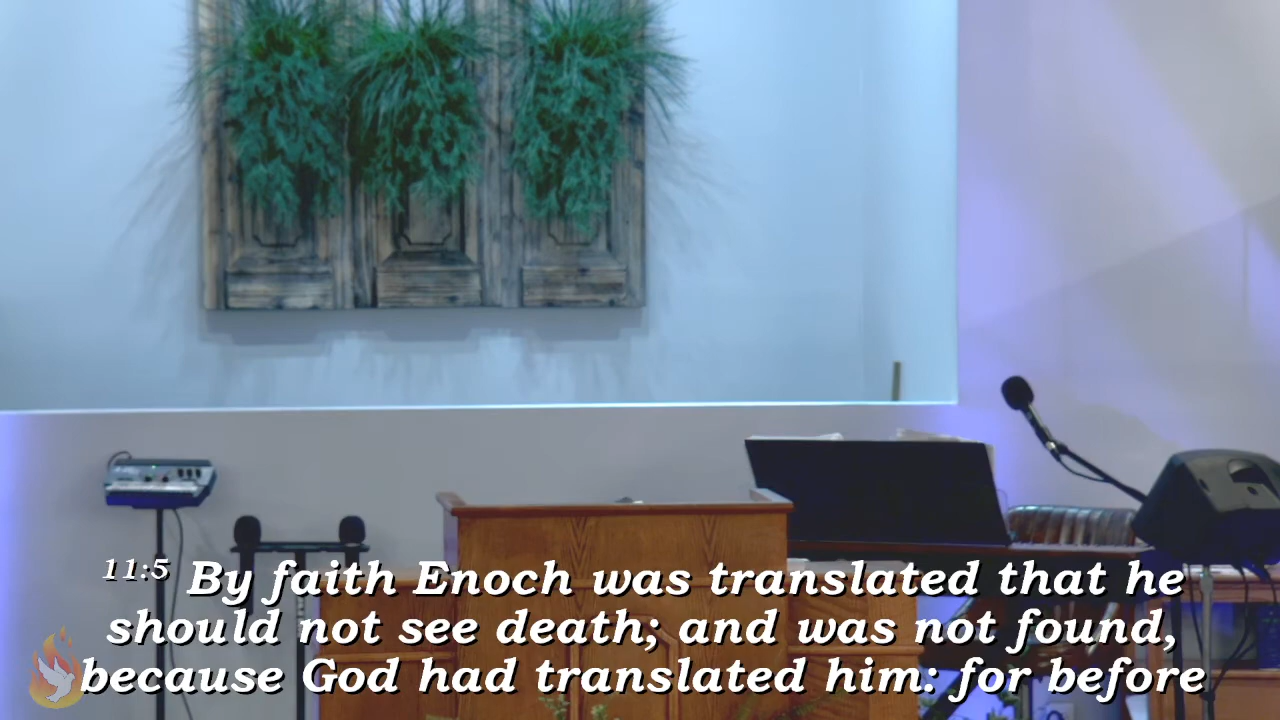 11:5 By faith Enoch was translated that he
should not see death; and was not found,
because God had translated him: for before